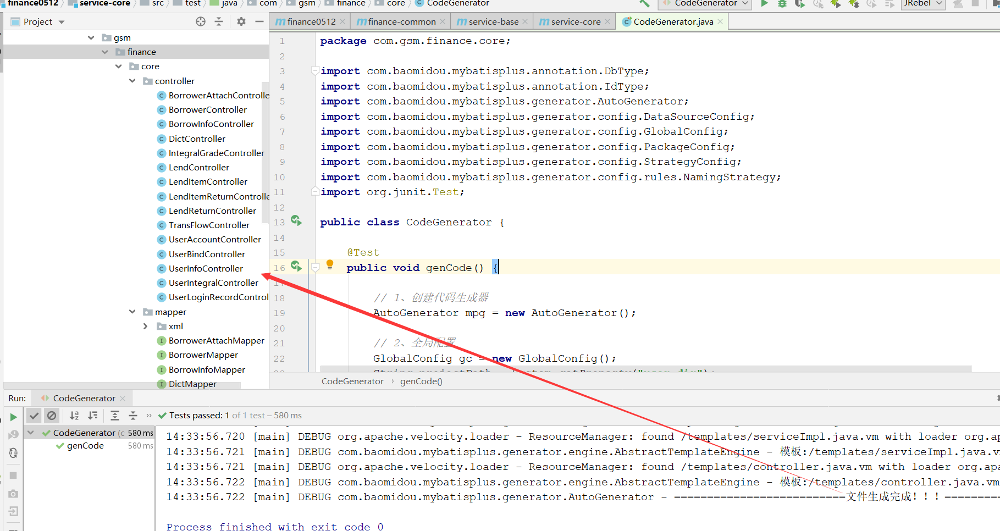 finance0512 service-core src test java com gsm finance core CodeGenerator CodeGenerator JRebel
Project
finance0512 finance-common service-base service-core CodeGenerator.java
gsm
finance
core
controller
BorrowerAttachControlle
BorrowerController
BorrowInfoController
DictController
IntegralGradeController
LendController
LendItemController
LendItemReturnControlle
LendReturnController
TransFlowController
UserAccountController
UserBindController
UserInfoController
UserIntegralController
UserLoginRecordControl
mapper
xml
BorrowerAttachMapper
BorrowerMapper
BorrowInfoMapper
DictMapper
1 package com.gsm.finance.core;
2
3 import com.baomidou.mybatisplus.annotation.DbType;
4 import com.baomidou.mybatisplus.annotation.IdType;
5 import com.baomidou.mybatisplus.generator.AutoGenerator;
6 import com.baomidou.mybatisplus.generator.config.DataSourceConfig;
7 import com.baomidou.mybatisplus.generator.config.GlobalConfig;
8 import com.baomidou.mybatisplus.generator.config.PackageConfig;
9 import com.baomidou.mybatisplus.generator.config.StrategyConfig;
10 import com.baomidou.mybatisplus.generator.config.rules.NamingStrategy;
11 import org.junit.Test;
12
13 public class CodeGenerator {
14
15 @Test
16 public void genCode() {
17
18 // 1、创建代码生成器
19 AutoGenerator mpg = new AutoGenerator();
20
21 // 2、全局配置
22 GlobalConfig gc = new GlobalConfig();
CodeGenerator › genCode()
Run: CodeGenerator
Tests passed: 1 of 1 test – 580 ms
CodeGenerator (c 580 ms
genCode 580 ms
14:33:56.720 [main] DEBUG org.apache.velocity.loader - ResourceManager: found /templates/serviceImpl.java.vm with loader org.ap
14:33:56.721 [main] DEBUG com.baomidou.mybatisplus.generator.engine.AbstractTemplateEngine - 模板:/templates/serviceImpl.java.v
14:33:56.721 [main] DEBUG org.apache.velocity.loader - ResourceManager: found /templates/controller.java.vm with loader org.apa
14:33:56.722 [main] DEBUG com.baomidou.mybatisplus.generator.engine.AbstractTemplateEngine - 模板:/templates/controller.java.vm
14:33:56.722 [main] DEBUG com.baomidou.mybatisplus.generator.AutoGenerator - ==========================文件生成完成！！！=========
Process finished with exit code 0